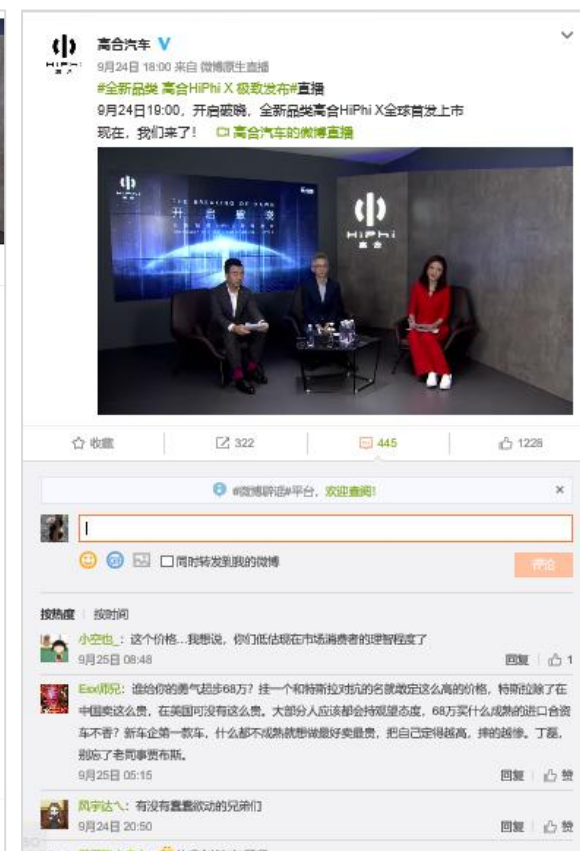 高合汽车
9月24日 18:00 来自 微博原生直播
#全新品类 高合HiPhi X 极致发布#直播
9月24日19:00，开启破晓，全新品类高合HiPhi X全球首发上市
现在，我们来了！ 高合汽车的微博直播
THE BREAKING OF DAWN
开启破晓
HiPhi
高合
收藏
322
445
1228
#微博辟谣#平台，欢迎查阅！
同时转发到我的微博
评论
按热度 按时间
小空也_：这个价格...我想说，你们低估现在市场消费者的理智程度了
9月25日 08:48
回复 1
Esx师兄：谁给你的勇气起步68万？挂一个和特斯拉对抗的名就敢定这么高的价格，特斯拉除了在
中国卖这么贵，在美国可没有这么贵。大部分人应该都会持观望态度，68万买什么成熟的进口合资
车不香？新车企第一款车，什么都不成熟就想做最好卖最贵，把自己定得越高，摔的越惨。丁磊，
别忘了老同事贾布斯。
9月25日 05:15
回复 赞
风宇达乀：有没有蠢蠢欲动的兄弟们
9月24日 20:50
回复 赞